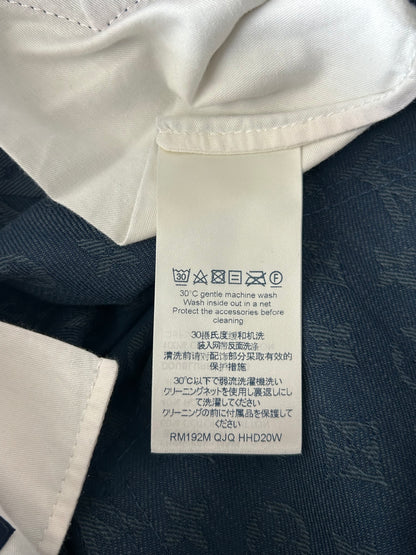 30
F
30°C gentle machine wash
Wash inside out in a net
Protect the accessories before
cleaning
30摄氏度缓和机洗
装入网兜反面洗涤
清洗前请对配饰部分采取有效的
保护措施
30℃以下で弱流洗濯機洗い
クリーニングネットを使用し裏返しにし
て洗濯してください
クリーニングの前に付属品を保護して
ください
RM192M QJQ HHD20W